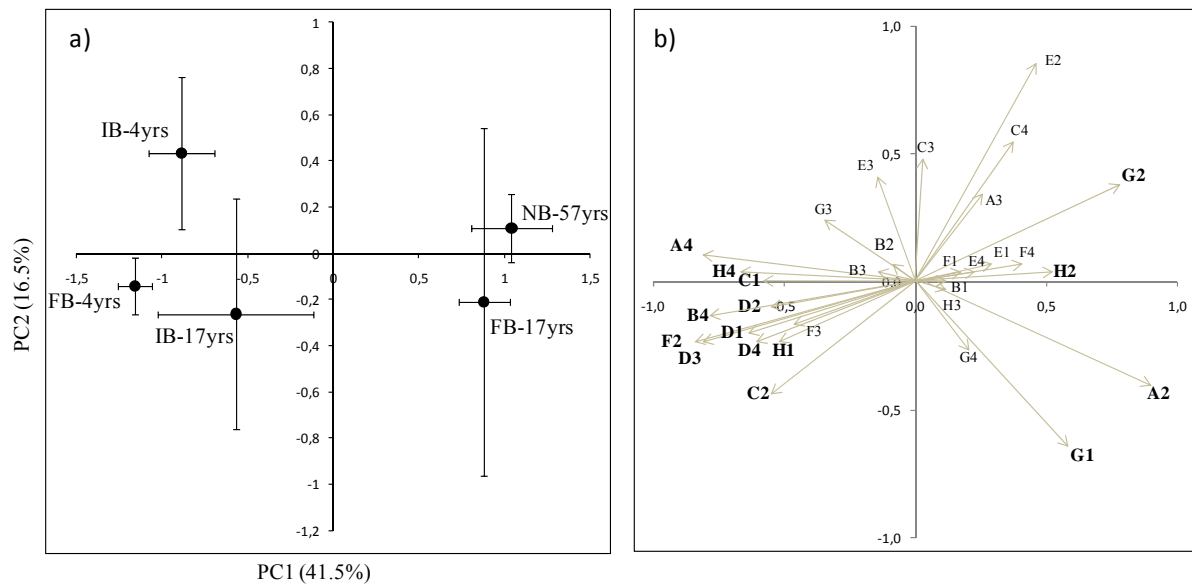 a)
1
0,8
0,6
0,4
0,2
0
-0,2
-0,4
-0,6
-0,8
-1
-1,2
-1,5
-1
-0,5
0
0,5
1
1,5
IB-4yrs
NB-57yrs
FB-4yrs
IB-17yrs
FB-17yrs
PC2 (16.5%)
PC1 (41.5%)
b)
1,0
0,5
0,0
-0,5
-1,0
-1,0
-0,5
0,5
1,0
E2
C4
C3
E3
G2
A3
G3
A4
B2
H4
B3
C1
F1
E4
E1
F4
H2
B1
H3
D2
B4
D1
F3
F2
D3
D4
H1
G4
C2
A2
G1